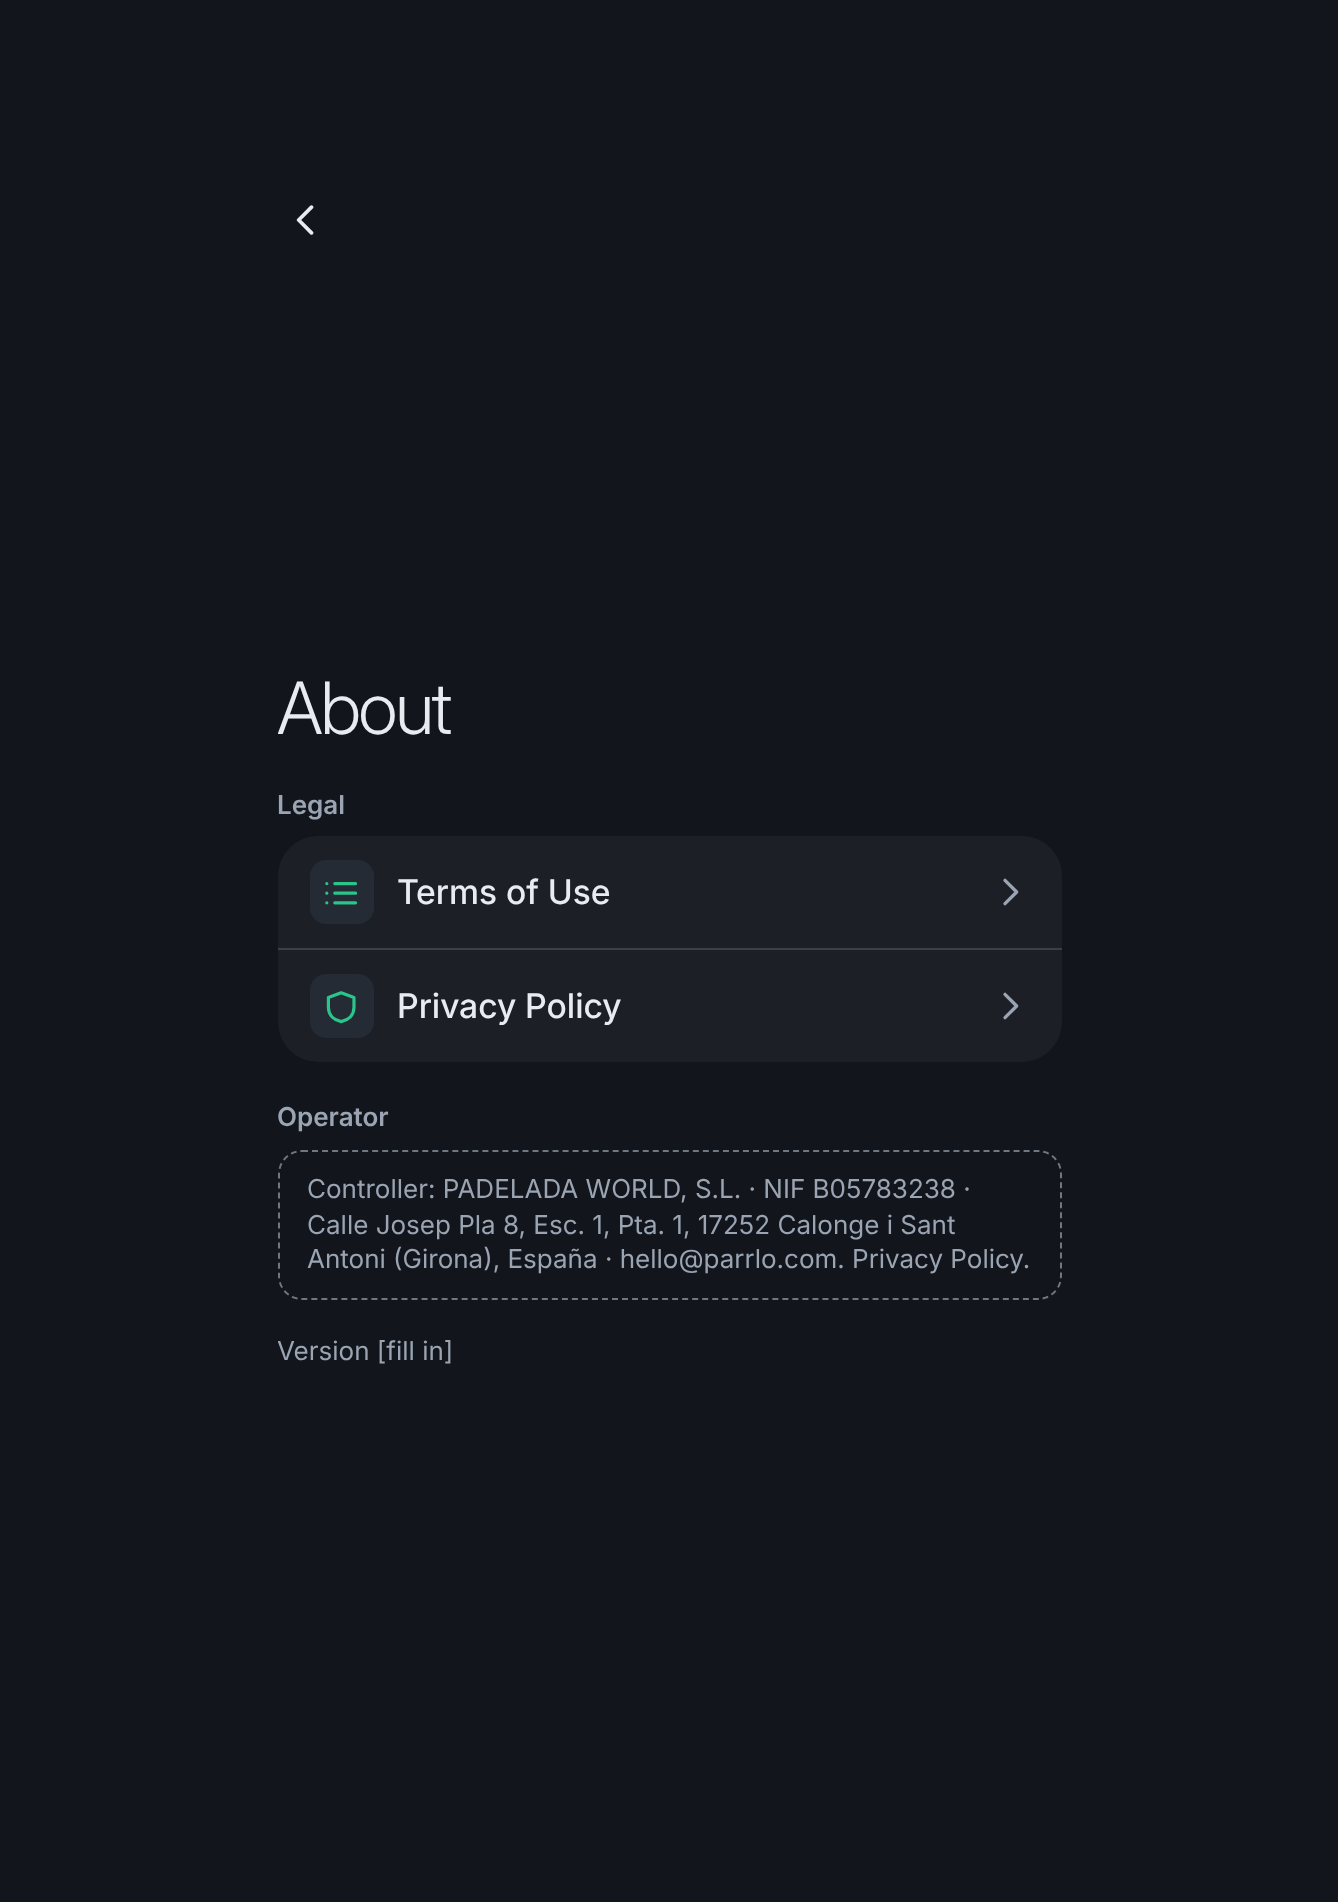 About
Legal
Terms of Use
Privacy Policy
Operator
Controller: PADELADA WORLD, S.L. · NIF B05783238 ·
Calle Josep Pla 8, Esc. 1, Pta. 1, 17252 Calonge i Sant
Antoni (Girona), España · hello@parrlo.com. Privacy Policy.
Version [fill in]